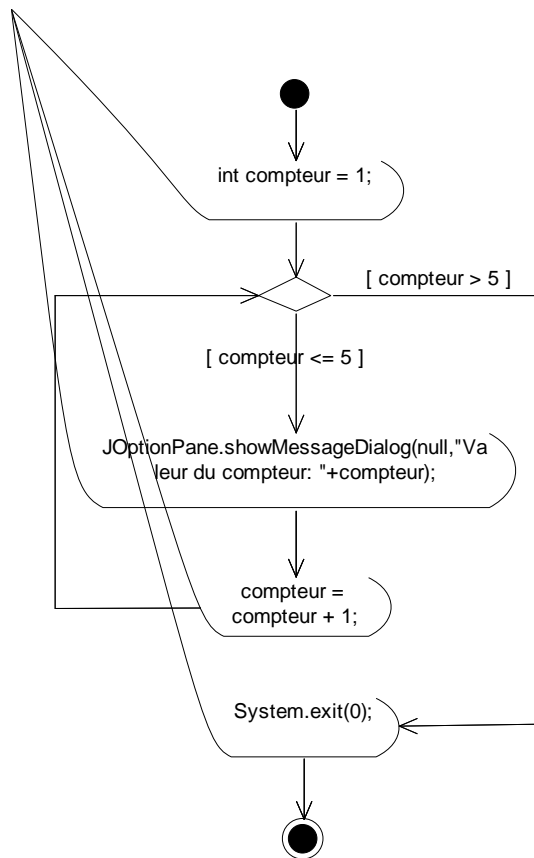 int compteur = 1;
[ compteur > 5 ]
[ compteur <= 5 ]
JOptionPane.showMessageDialog(null,"Va
leur du compteur: "+compteur);
compteur =
compteur + 1;
System.exit(0);